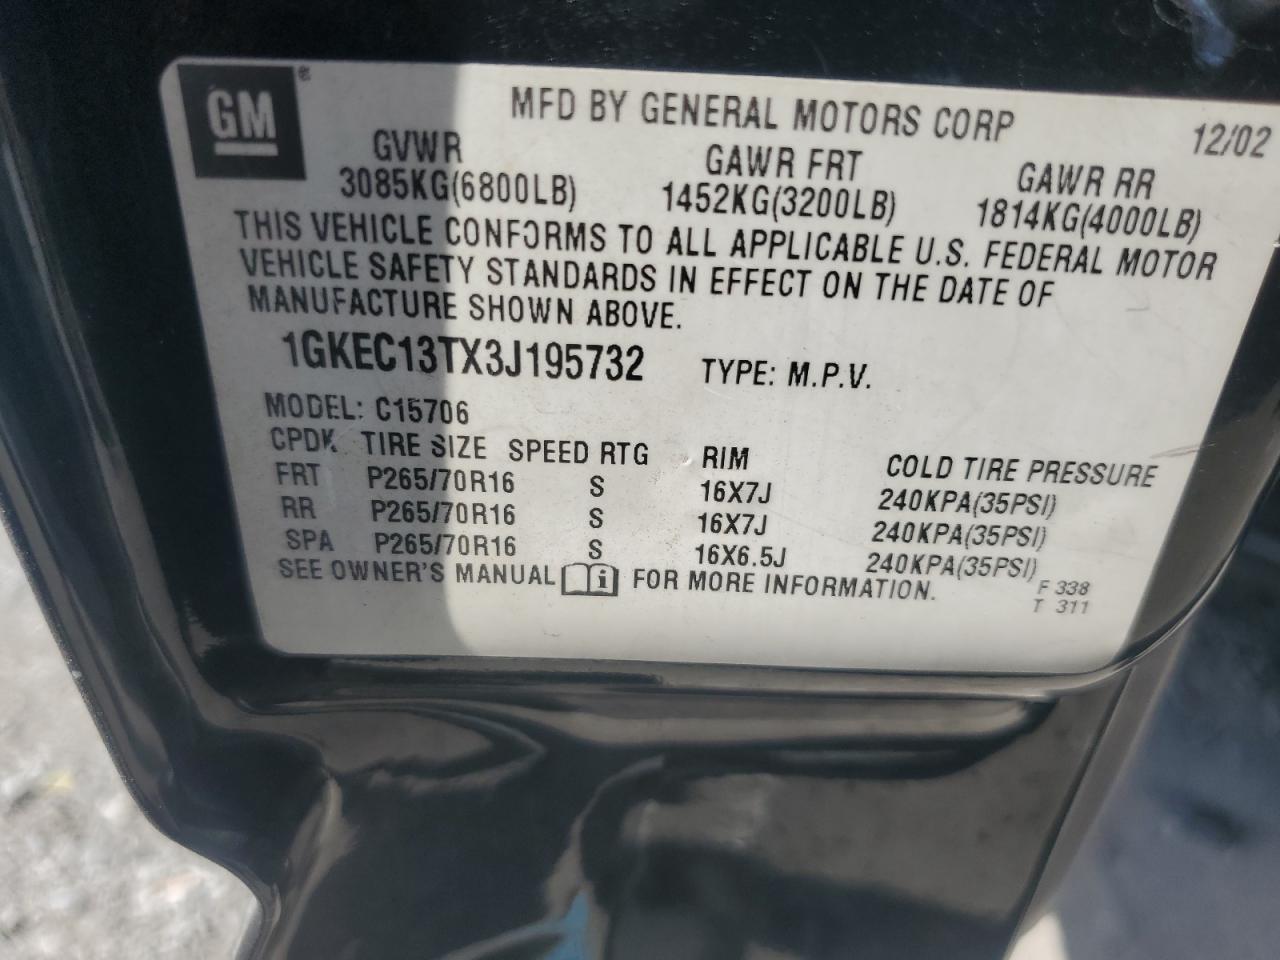 GM ®
MFD BY GENERAL MOTORS CORP 12/02
GVWR GAWR FRT GAWR RR
3085KG(6800LB) 1452KG(3200LB) 1814KG(4000LB)
THIS VEHICLE CONFORMS TO ALL APPLICABLE U.S. FEDERAL MOTOR
VEHICLE SAFETY STANDARDS IN EFFECT ON THE DATE OF
MANUFACTURE SHOWN ABOVE.
1GKEC13TX3J195732 TYPE: M.P.V.
MODEL: C15706
CPDK TIRE SIZE SPEED RTG RIM COLD TIRE PRESSURE
FRT P265/70R16 S 16X7J 240KPA(35PSI)
RR P265/70R16 S 16X7J 240KPA(35PSI)
SPA P265/70R16 S 16X6.5J 240KPA(35PSI)
SEE OWNER'S MANUAL i FOR MORE INFORMATION.
F 338
T 311